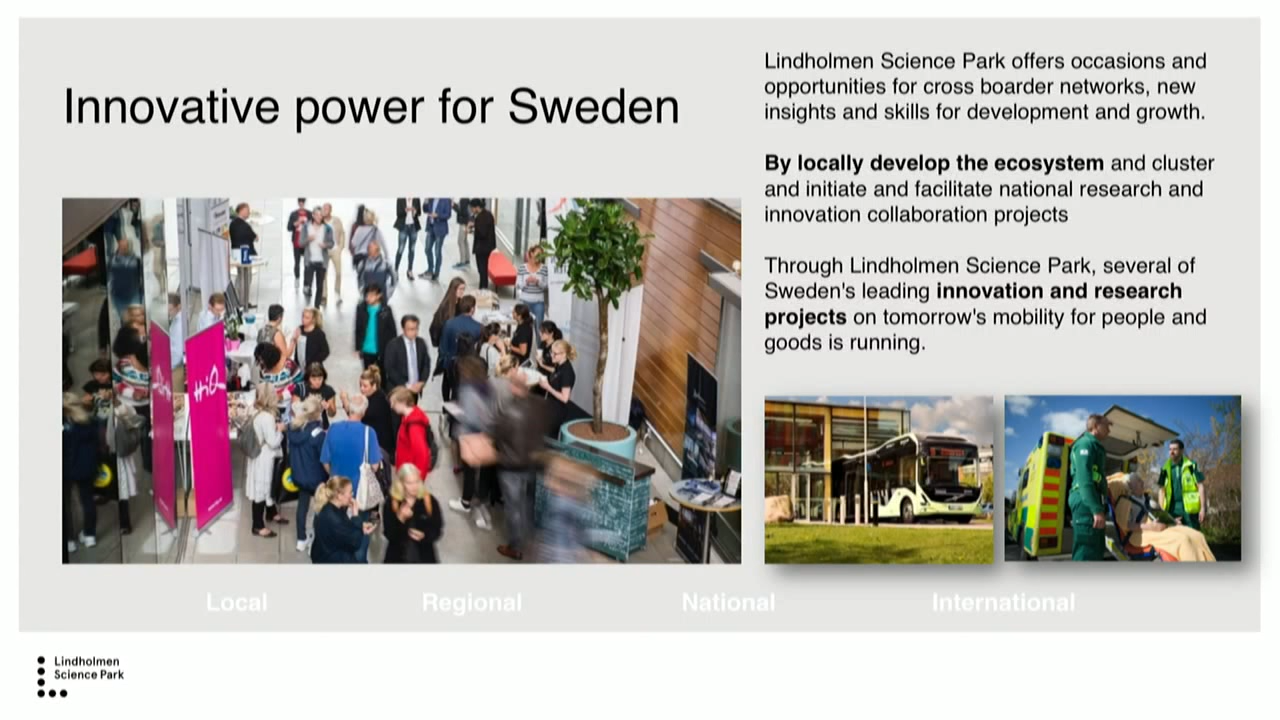 Innovative power for Sweden
Lindholmen Science Park offers occasions and
opportunities for cross boarder networks, new
insights and skills for development and growth.
By locally develop the ecosystem and cluster
and initiate and facilitate national research and
innovation collaboration projects
Through Lindholmen Science Park, several of
Sweden's leading innovation and research
projects on tomorrow's mobility for people and
goods is running.
HiQ
Local
Regional
National
International
Lindholmen
Science Park